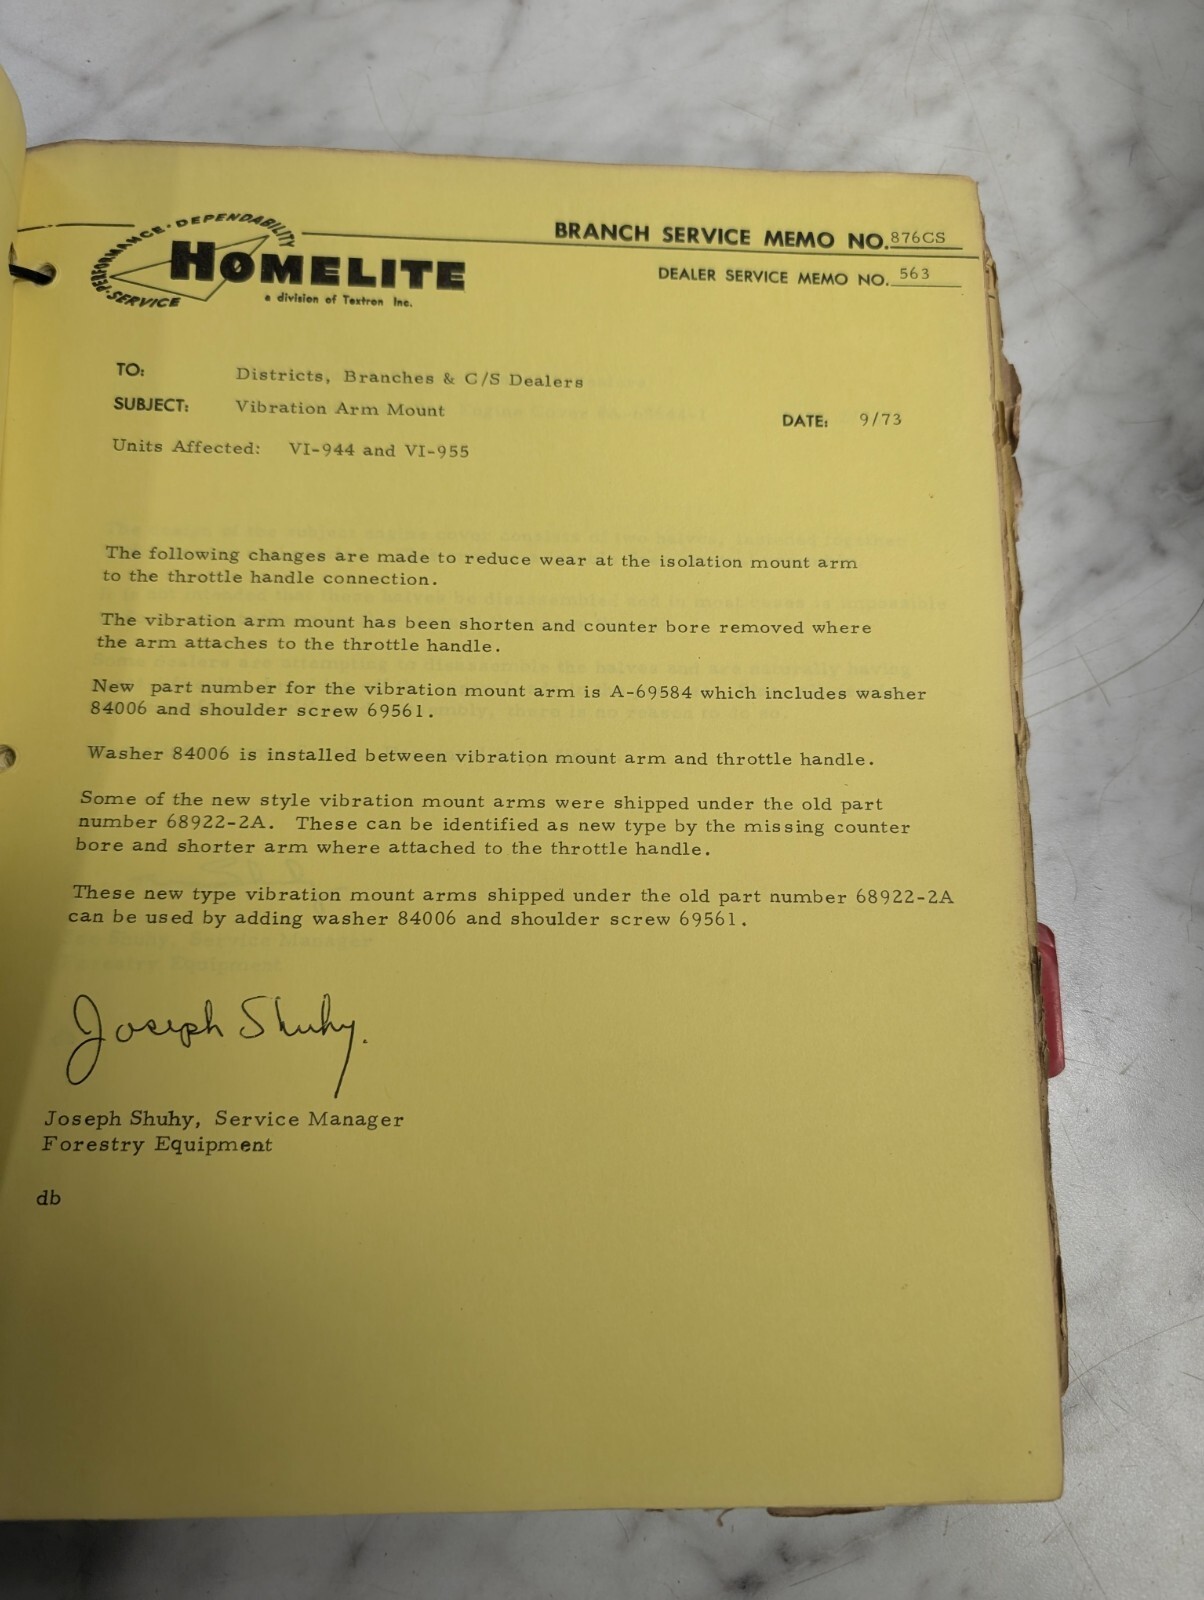 PERFORMANCE · DEPENDABILITY
HOMELITE
·SERVICE
a division of Textron Inc.
BRANCH SERVICE MEMO NO. 876CS
DEALER SERVICE MEMO NO. 563
TO: Districts, Branches & C/S Dealers
SUBJECT: Vibration Arm Mount
DATE: 9/73
Units Affected: VI-944 and VI-955
The following changes are made to reduce wear at the isolation mount arm
to the throttle handle connection.
The vibration arm mount has been shorten and counter bore removed where
the arm attaches to the throttle handle.
New part number for the vibration mount arm is A-69584 which includes washer
84006 and shoulder screw 69561.
Washer 84006 is installed between vibration mount arm and throttle handle.
Some of the new style vibration mount arms were shipped under the old part
number 68922-2A. These can be identified as new type by the missing counter
bore and shorter arm where attached to the throttle handle.
These new type vibration mount arms shipped under the old part number 68922-2A
can be used by adding washer 84006 and shoulder screw 69561.
Joseph Shuhy.
Joseph Shuhy, Service Manager
Forestry Equipment
db